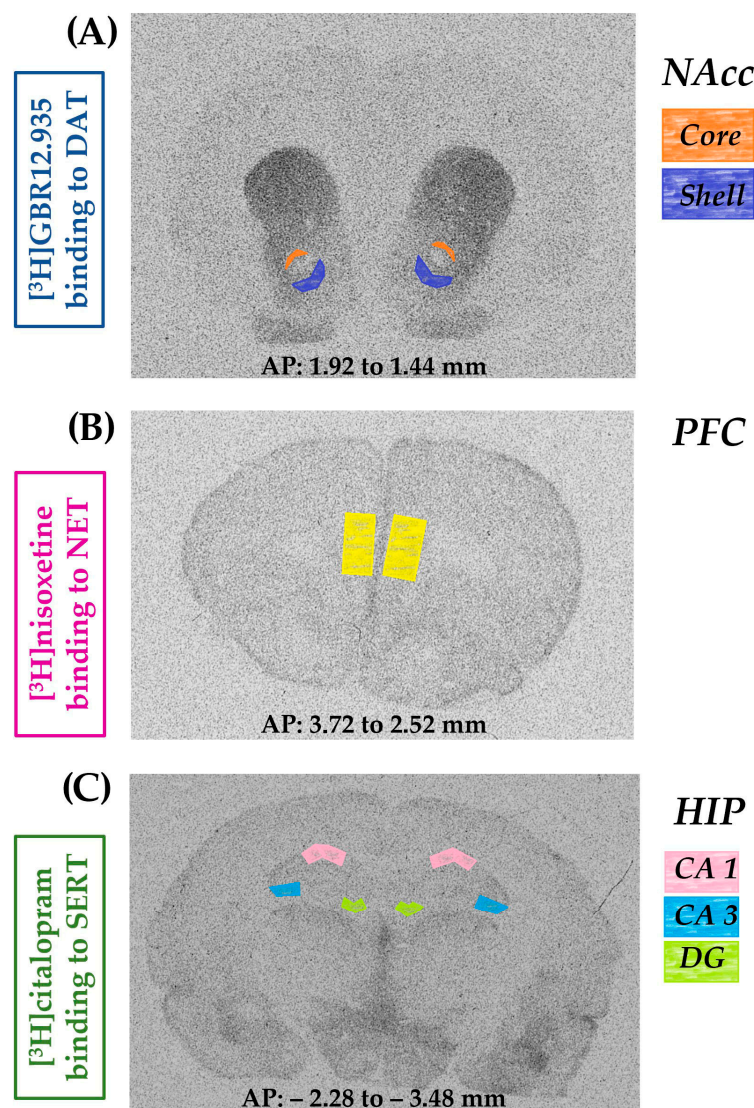 (A)
[³H]GBR12.935
binding to DAT
NAcc
Core
Shell
AP: 1.92 to 1.44 mm
(B)
[³H]nisoxetine
binding to NET
PFC
AP: 3.72 to 2.52 mm
(C)
[³H]citalopram
binding to SERT
HIP
CA 1
CA 3
DG
AP: – 2.28 to – 3.48 mm